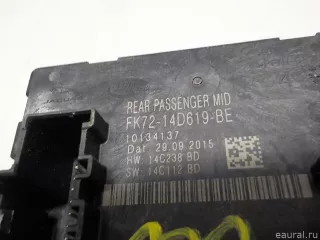 REAR PASSENGER MID
FK72-14D619-BE
10134137
Dat: 29.09.2015
HW: 14C238 BD
SW: 14C112 BD
© eaural.ru